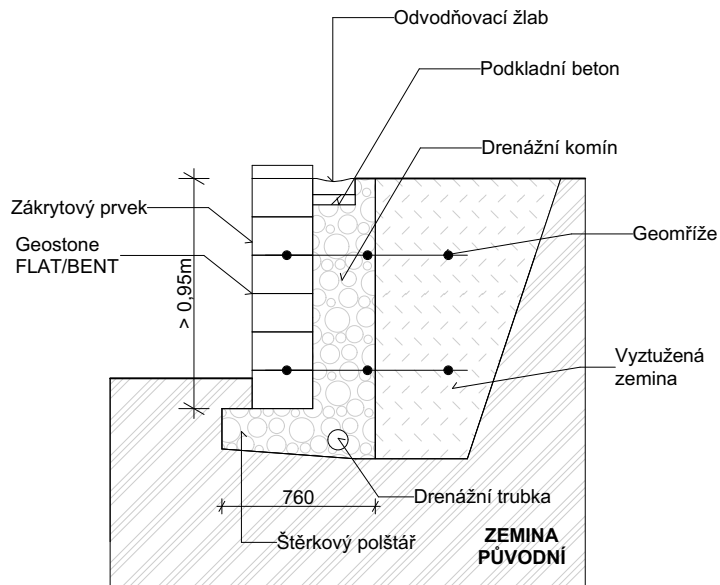 Odvodňovací žlab
Podkladní beton
Drenážní komín
Zákrytový prvek
Geostone
FLAT/BENT
Geomříže
> 0,95m
Vyztužená
zemina
760
Drenážní trubka
Štěrkový polštář
ZEMINA
PŮVODNÍ